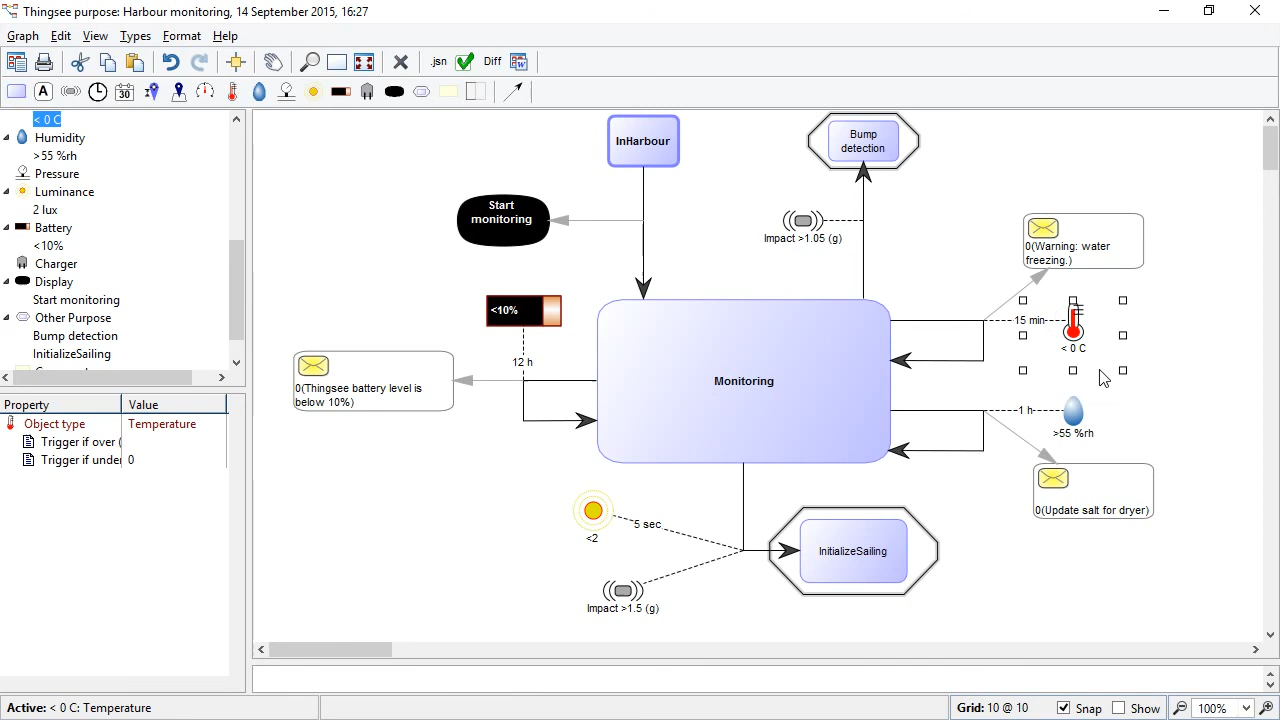 Thingsee purpose: Harbour monitoring, 14 September 2015, 16:27
Graph Edit View Types Format Help
.jsn Diff
A 30
< 0 C
Humidity
>55 %rh
Pressure
Luminance
2 lux
Battery
<10%
Charger
Display
Start monitoring
Other Purpose
Bump detection
InitializeSailing
Property Value
Object type Temperature
Trigger if over (
Trigger if under 0
InHarbour
Bump
detection
Start
monitoring
Impact >1.05 (g)
0(Warning: water
freezing.)
<10%
12 h
15 min
< 0 C
0(Thingsee battery level is
below 10%)
Monitoring
1 h
>55 %rh
0(Update salt for dryer)
<2
5 sec
InitializeSailing
Impact >1.5 (g)
Active: < 0 C: Temperature
Grid: 10 @ 10 Snap Show 100%